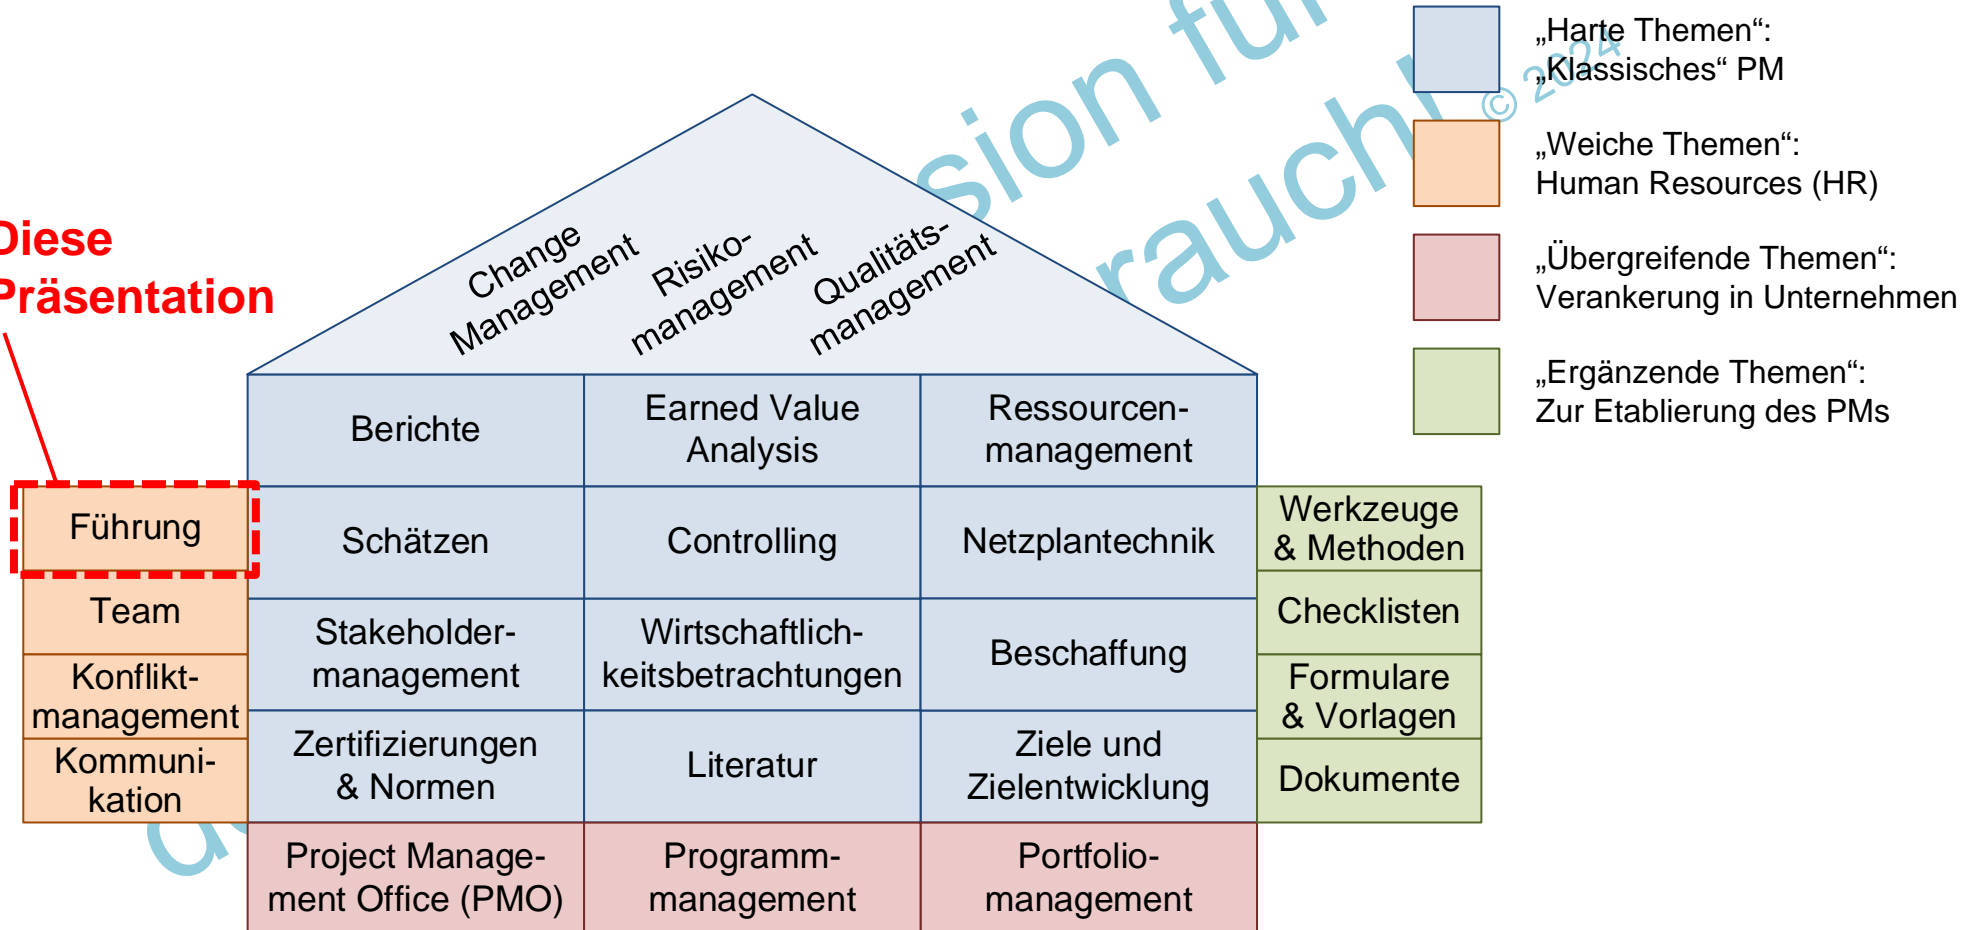 „Harte Themen“:
„Klassisches“ PM
„Weiche Themen“:
Human Resources (HR)
„Übergreifende Themen“:
Verankerung in Unternehmen
„Ergänzende Themen“:
Zur Etablierung des PMs
© 2024
Diese
Präsentation
Change
Management
Risiko-
management
Qualitäts-
management
Berichte
Earned Value
Analysis
Ressourcen-
management
Führung
Team
Konflikt-
management
Kommuni-
kation
Schätzen
Controlling
Netzplantechnik
Stakeholder-
management
Wirtschaftlich-
keitsbetrachtungen
Beschaffung
Zertifizierungen
& Normen
Literatur
Ziele und
Zielentwicklung
Werkzeuge
& Methoden
Checklisten
Formulare
& Vorlagen
Dokumente
Project Manage-
ment Office (PMO)
Programm-
management
Portfolio-
management